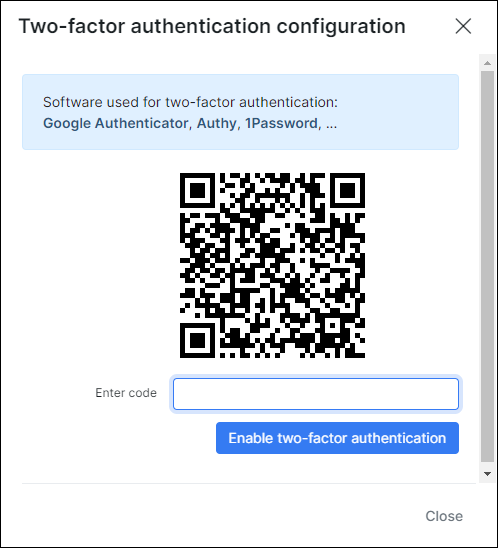 Two-factor authentication configuration
Software used for two-factor authentication:
Google Authenticator, Authy, 1Password, ...
Enter code
Enable two-factor authentication
Close